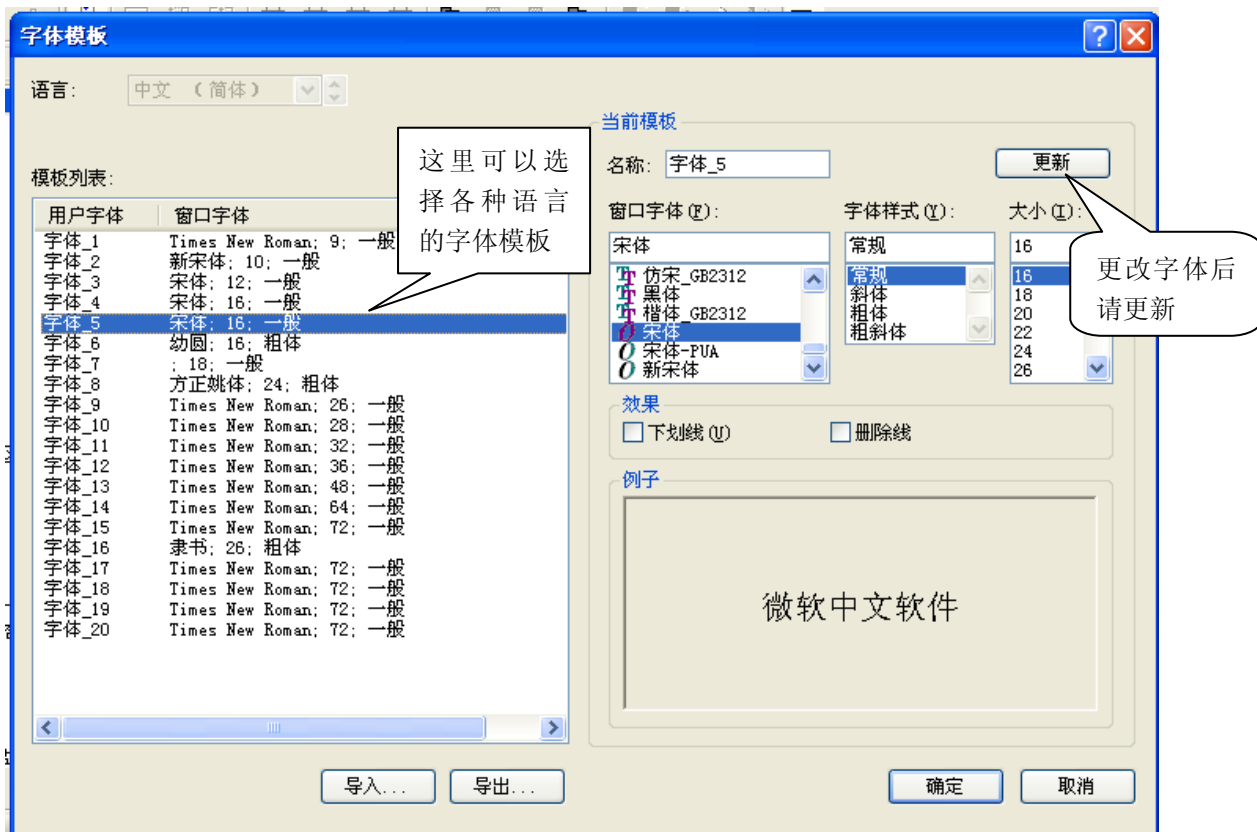 字体模板
语言: 中文 （简体）
这里可以选
择各种语言
的字体模板
模板列表:
用户字体 窗口字体
字体_1 Times New Roman; 9; 一般
字体_2 新宋体; 10; 一般
字体_3 宋体; 12; 一般
字体_4 宋体; 16; 一般
字体_5 宋体; 16; 一般
字体_6 幼圆; 16; 粗体
字体_7 ; 18; 一般
字体_8 方正姚体; 24; 粗体
字体_9 Times New Roman; 26; 一般
字体_10 Times New Roman; 28; 一般
字体_11 Times New Roman; 32; 一般
字体_12 Times New Roman; 36; 一般
字体_13 Times New Roman; 48; 一般
字体_14 Times New Roman; 64; 一般
字体_15 Times New Roman; 72; 一般
字体_16 隶书; 26; 粗体
字体_17 Times New Roman; 72; 一般
字体_18 Times New Roman; 72; 一般
字体_19 Times New Roman; 72; 一般
字体_20 Times New Roman; 72; 一般
导入... 导出...
当前模板
名称: 字体_5 更新
更改字体后
请更新
窗口字体(F): 字体样式(Y): 大小(I):
宋体 常规 16
仿宋_GB2312 常规 16
黑体 斜体 18
楷体_GB2312 粗体 20
宋体 粗斜体 22
宋体-PUA 24
新宋体 26
效果
下划线(U) 删除线
例子
微软中文软件
确定 取消